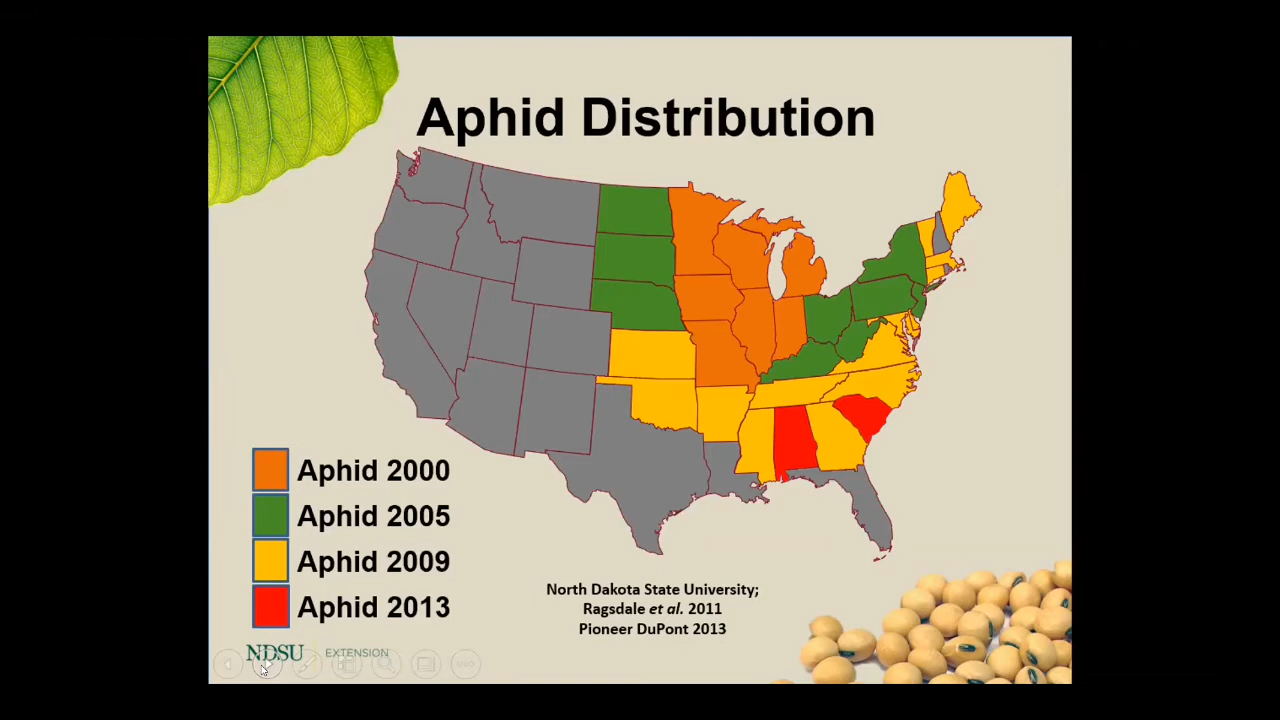 Aphid Distribution
Aphid 2000
Aphid 2005
Aphid 2009
Aphid 2013
North Dakota State University;
Ragsdale et al. 2011
Pioneer DuPont 2013
NDSU EXTENSION